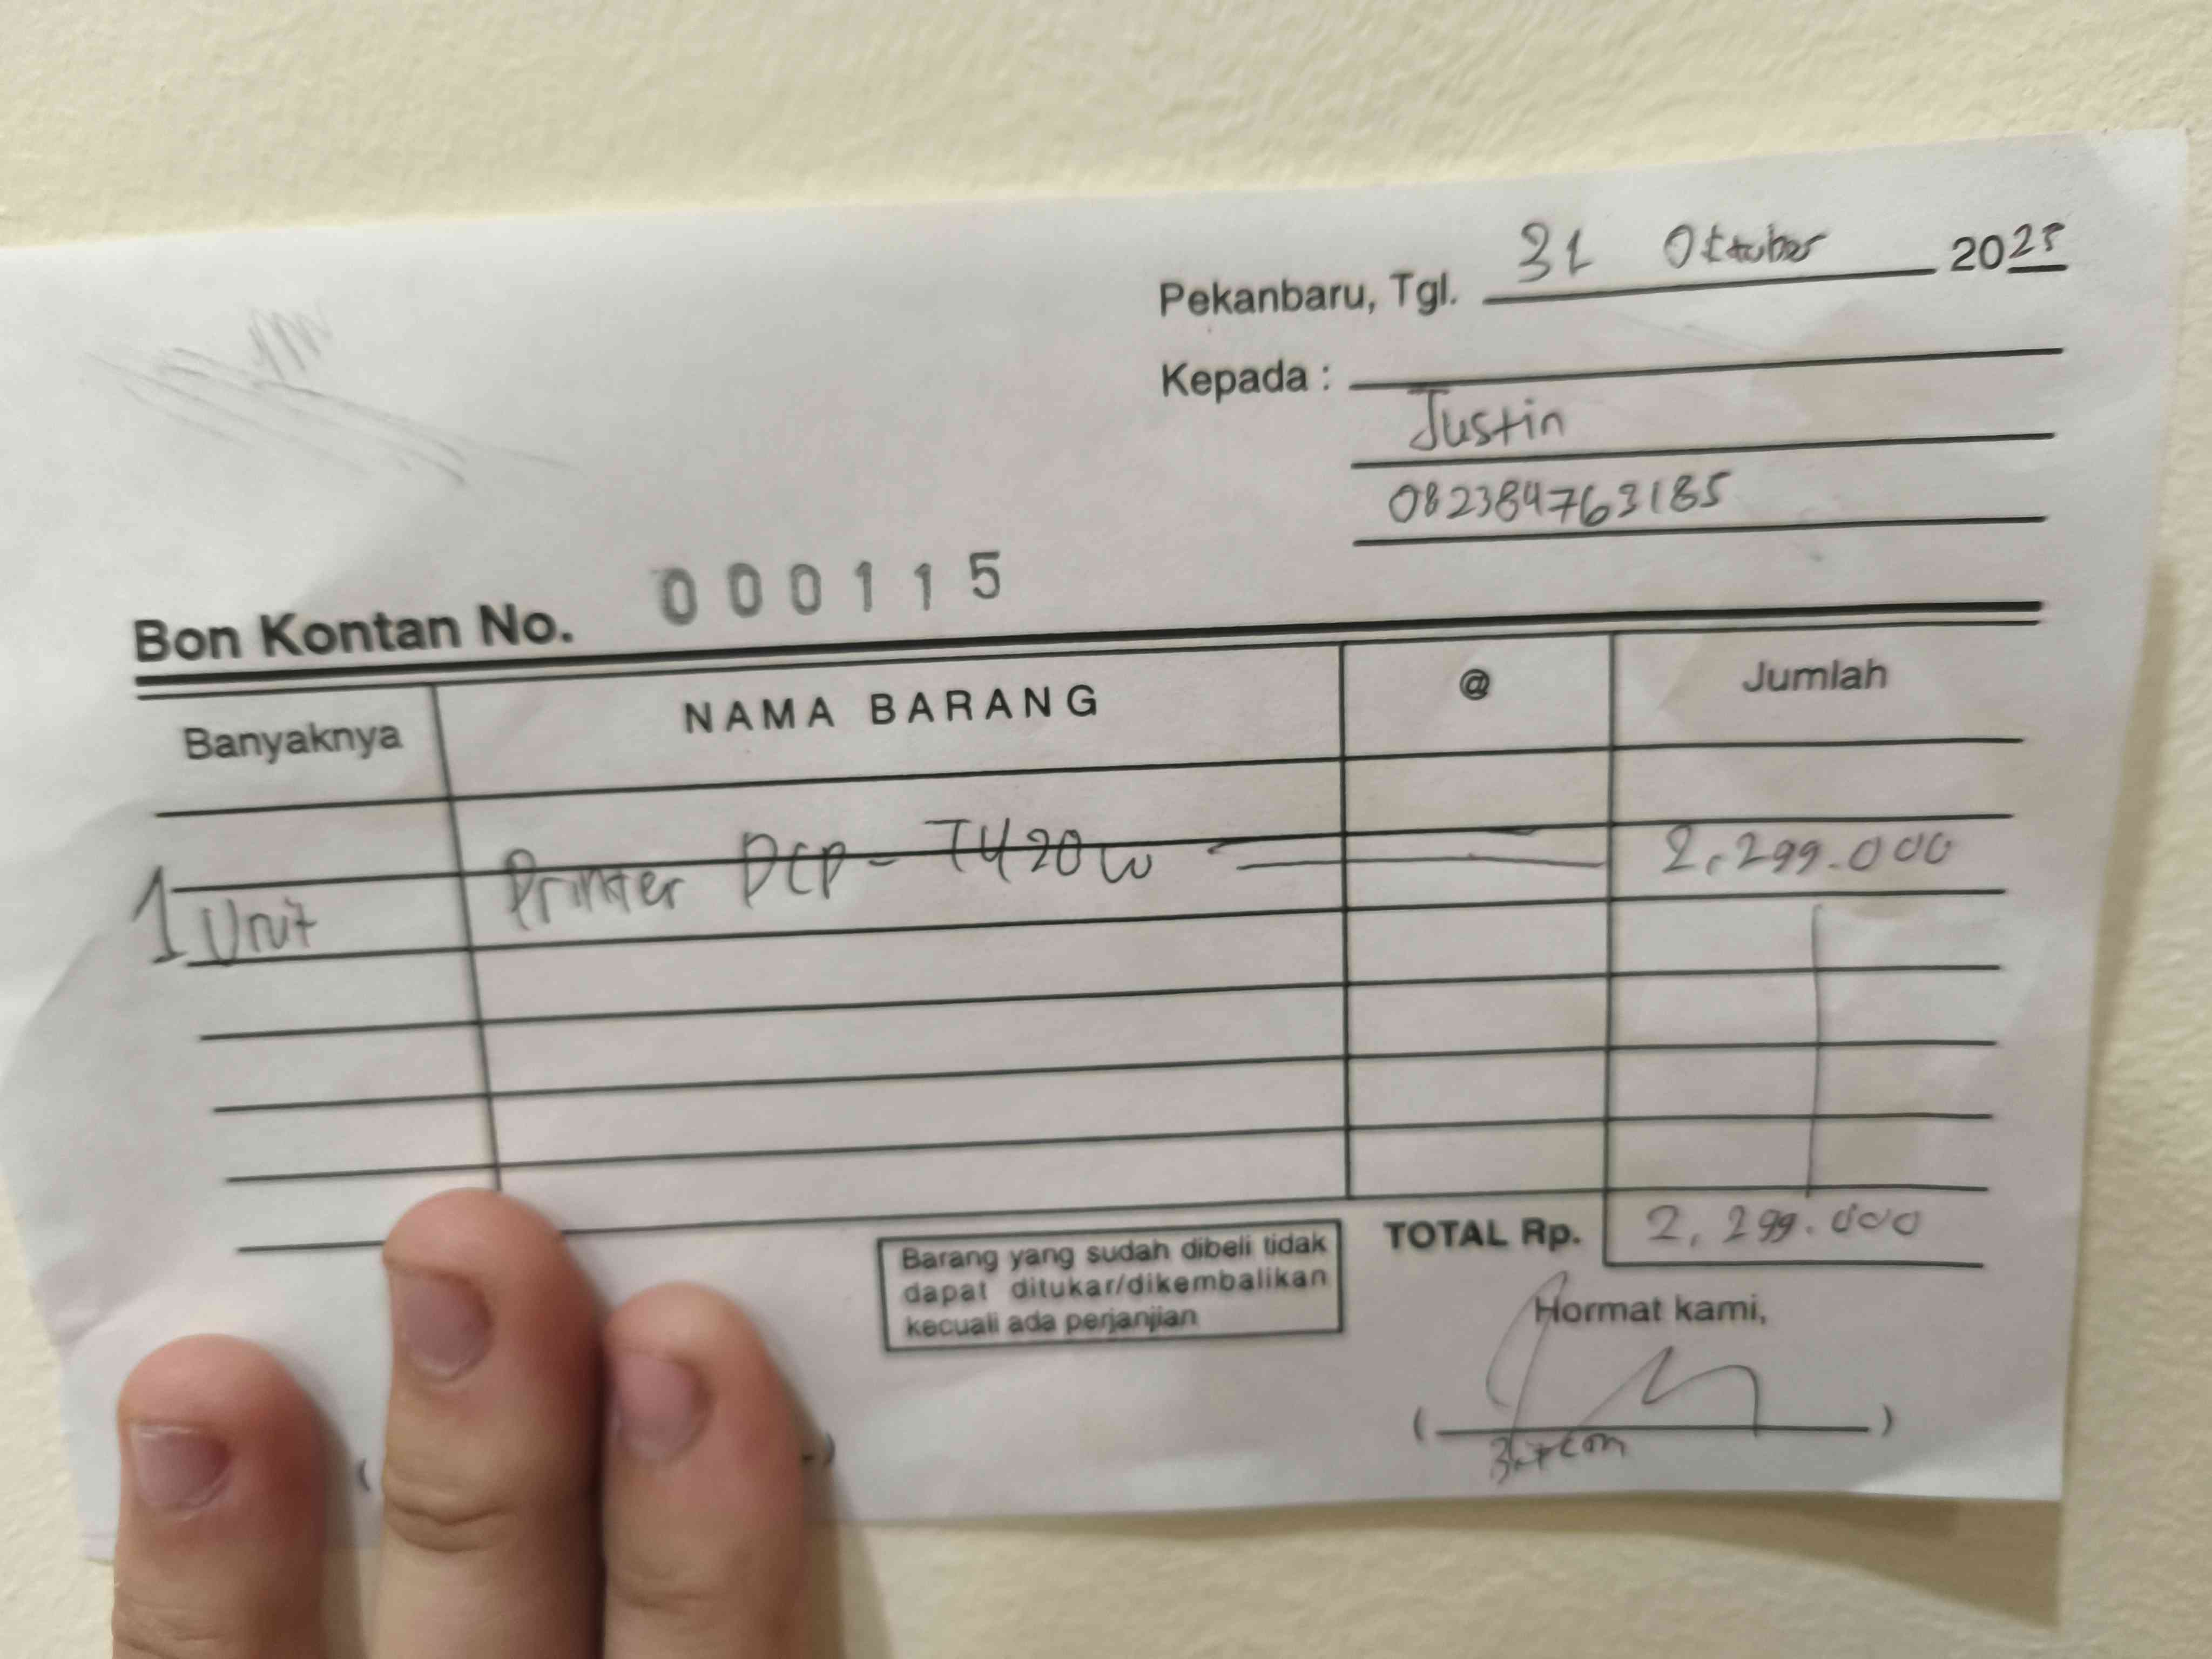 Pekanbaru, Tgl. 31 Oktober 2025
Kepada :
Justin
082384763185
Bon Kontan No. 000115
Banyaknya NAMA BARANG @ Jumlah
1 Unit Printer DCP - T420W 2,299.000
TOTAL Rp. 2,299.000
Barang yang sudah dibeli tidak
dapat ditukar/dikembalikan
kecuali ada perjanjian
Hormat kami,
( )